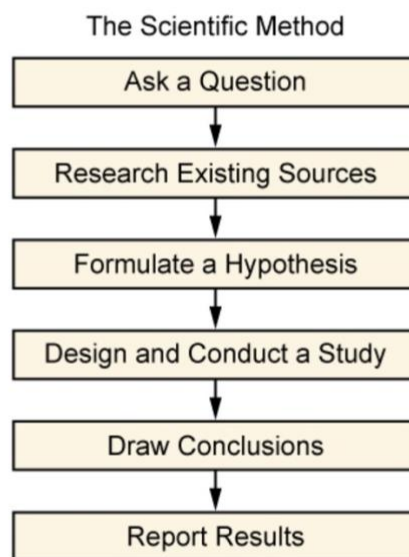 The Scientific Method
Ask a Question
Research Existing Sources
Formulate a Hypothesis
Design and Conduct a Study
Draw Conclusions
Report Results